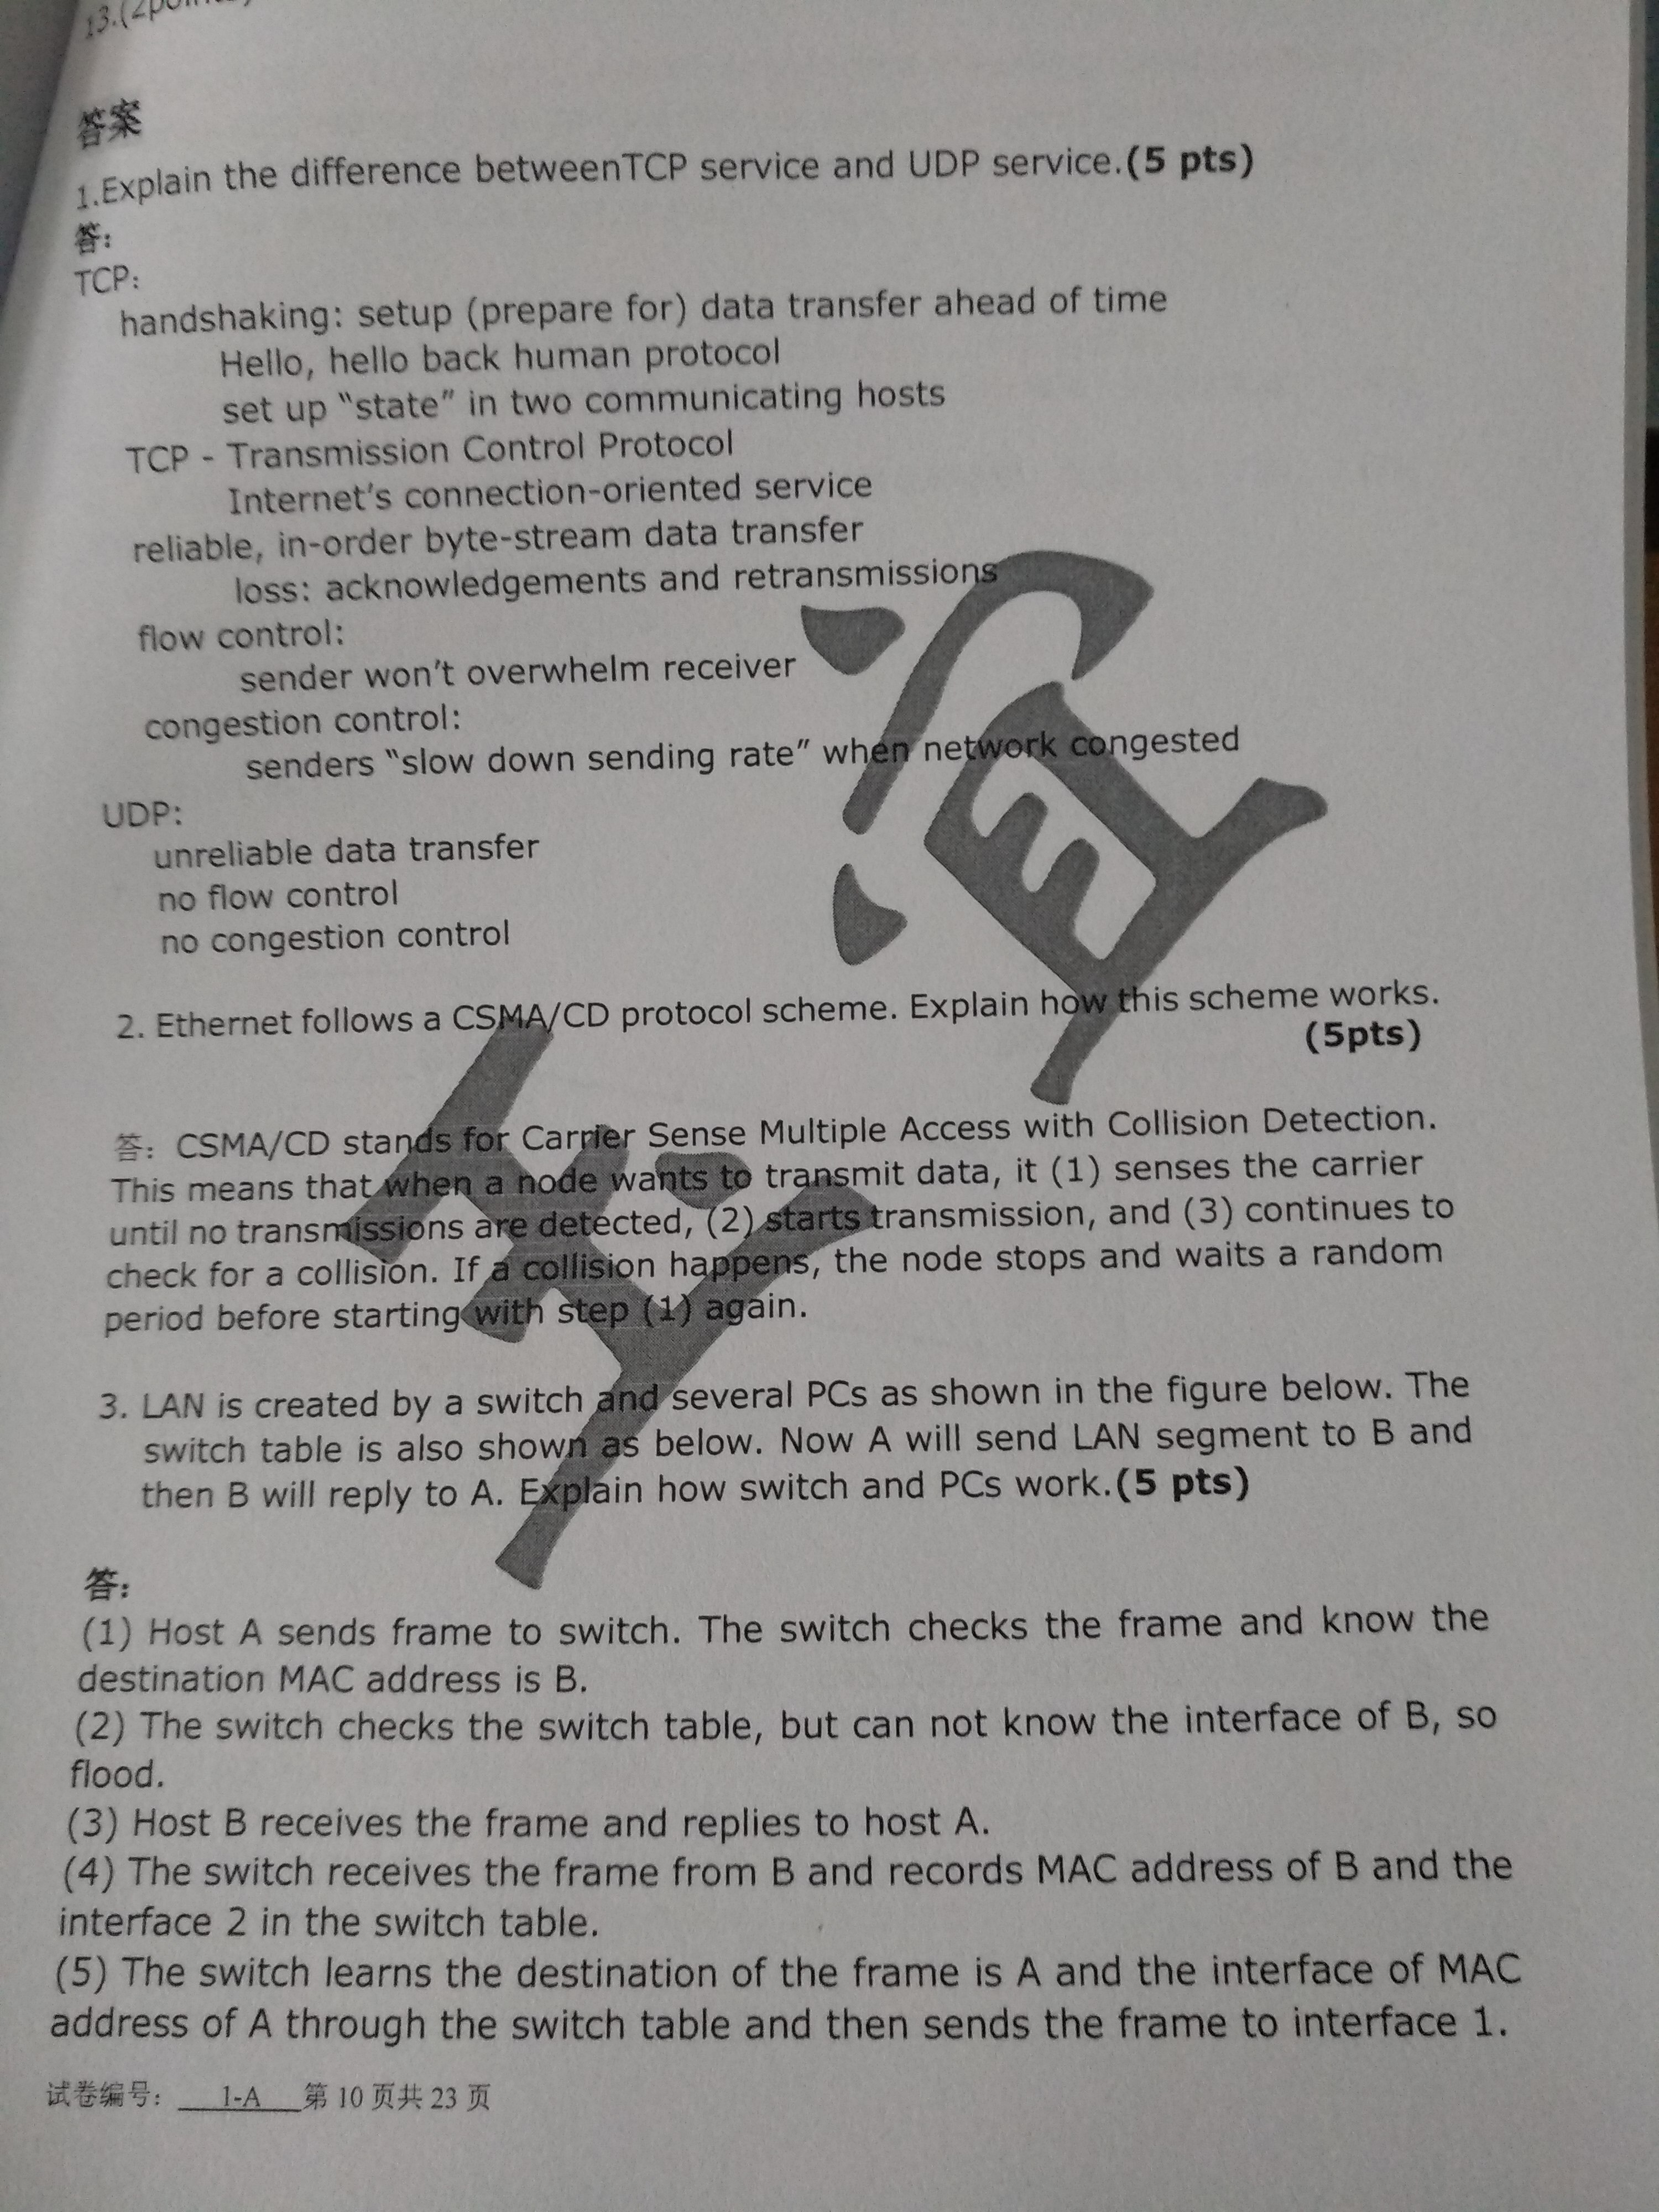 答案
1.Explain the difference betweenTCP service and UDP service.(5 pts)
答:
TCP:
handshaking: setup (prepare for) data transfer ahead of time
Hello, hello back human protocol
set up “state” in two communicating hosts
TCP - Transmission Control Protocol
Internet’s connection-oriented service
reliable, in-order byte-stream data transfer
loss: acknowledgements and retransmissions
flow control:
sender won’t overwhelm receiver
congestion control:
senders “slow down sending rate” when network congested
UDP:
unreliable data transfer
no flow control
no congestion control
2. Ethernet follows a CSMA/CD protocol scheme. Explain how this scheme works.
(5pts)
答: CSMA/CD stands for Carrier Sense Multiple Access with Collision Detection.
This means that when a node wants to transmit data, it (1) senses the carrier
until no transmissions are detected, (2) starts transmission, and (3) continues to
check for a collision. If a collision happens, the node stops and waits a random
period before starting with step (1) again.
3. LAN is created by a switch and several PCs as shown in the figure below. The
switch table is also shown as below. Now A will send LAN segment to B and
then B will reply to A. Explain how switch and PCs work.(5 pts)
答:
(1) Host A sends frame to switch. The switch checks the frame and know the
destination MAC address is B.
(2) The switch checks the switch table, but can not know the interface of B, so
flood.
(3) Host B receives the frame and replies to host A.
(4) The switch receives the frame from B and records MAC address of B and the
interface 2 in the switch table.
(5) The switch learns the destination of the frame is A and the interface of MAC
address of A through the switch table and then sends the frame to interface 1.
试卷编号: 1-A 第 10 页共 23 页